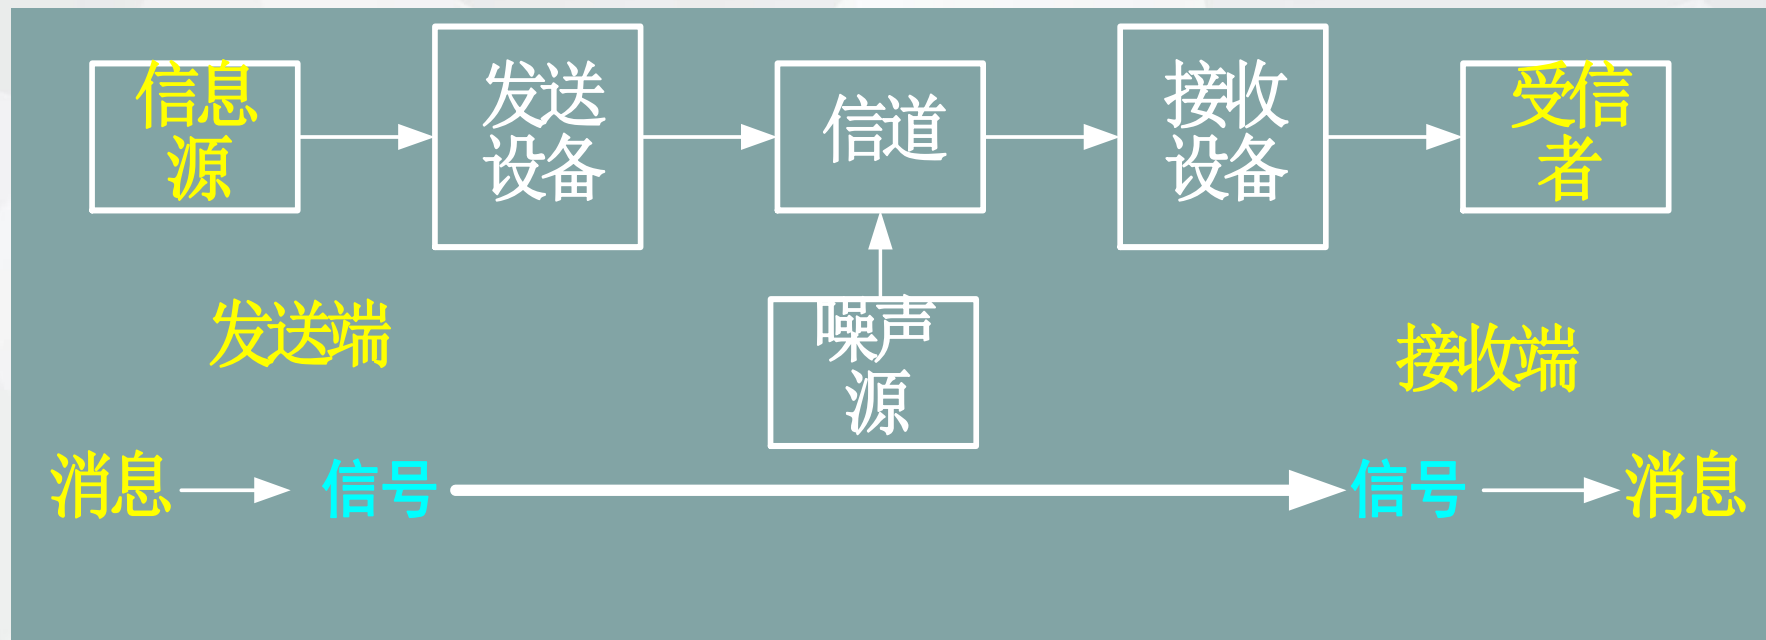 信息
源
发送
设备
信道
接收
设备
受信
者
噪声
源
发送端
接收端
消息
信号
信号
消息